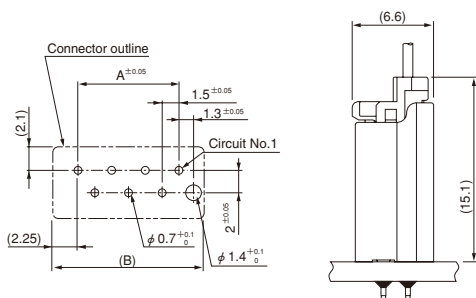 Connector outline
A±0.05
1.5±0.05
1.3±0.05
(2.1)
Circuit No.1
2±0.05
(2.25)
ϕ0.7+0.1 0
(B)
ϕ1.4+0.1 0
(6.6)
(15.1)